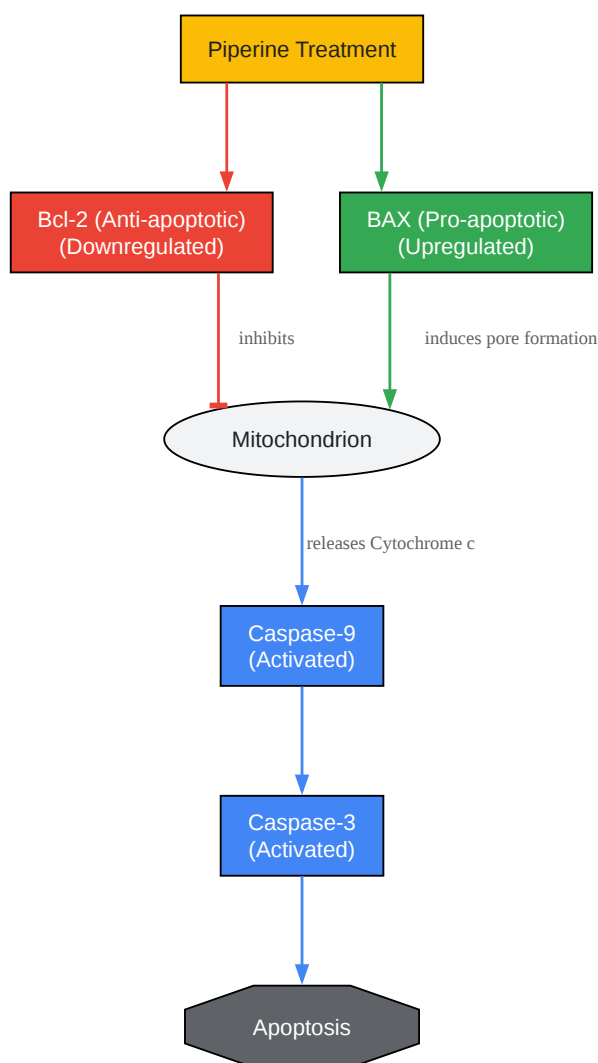 Piperine Treatment
Bcl-2 (Anti-apoptotic)
(Downregulated)
BAX (Pro-apoptotic)
(Upregulated)
inhibits
induces pore formation
Mitochondrion
releases Cytochrome c
Caspase-9
(Activated)
Caspase-3
(Activated)
Apoptosis